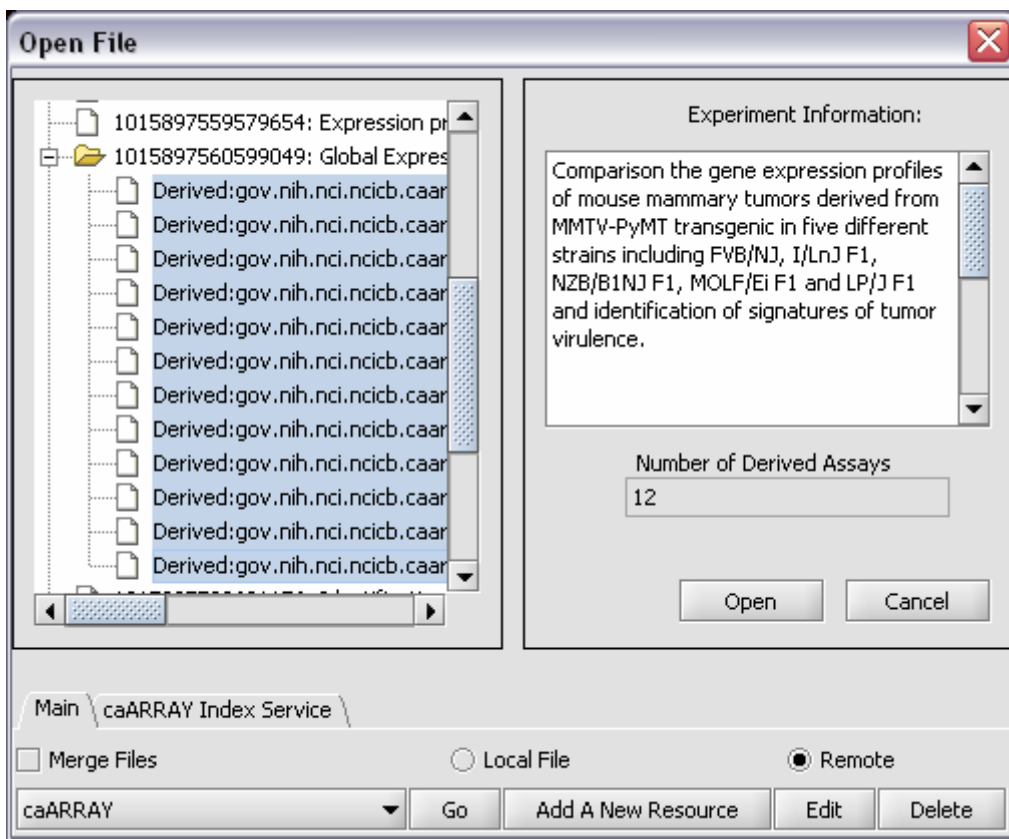 Open File
1015897559579654: Expression pr
1015897560599049: Global Expres
Derived:gov.nih.nci.ncicb.caar
Derived:gov.nih.nci.ncicb.caar
Derived:gov.nih.nci.ncicb.caar
Derived:gov.nih.nci.ncicb.caar
Derived:gov.nih.nci.ncicb.caar
Derived:gov.nih.nci.ncicb.caar
Derived:gov.nih.nci.ncicb.caar
Derived:gov.nih.nci.ncicb.caar
Derived:gov.nih.nci.ncicb.caar
Derived:gov.nih.nci.ncicb.caar
Derived:gov.nih.nci.ncicb.caar
Derived:gov.nih.nci.ncicb.caar
Experiment Information:
Comparison the gene expression profiles
of mouse mammary tumors derived from
MMTV-PyMT transgenic in five different
strains including FVB/NJ, I/LnJ F1,
NZB/B1NJ F1, MOLF/Ei F1 and LP/J F1
and identification of signatures of tumor
virulence.
Number of Derived Assays
12
Open Cancel
Main caARRAY Index Service
Merge Files Local File Remote
caARRAY Go Add A New Resource Edit Delete